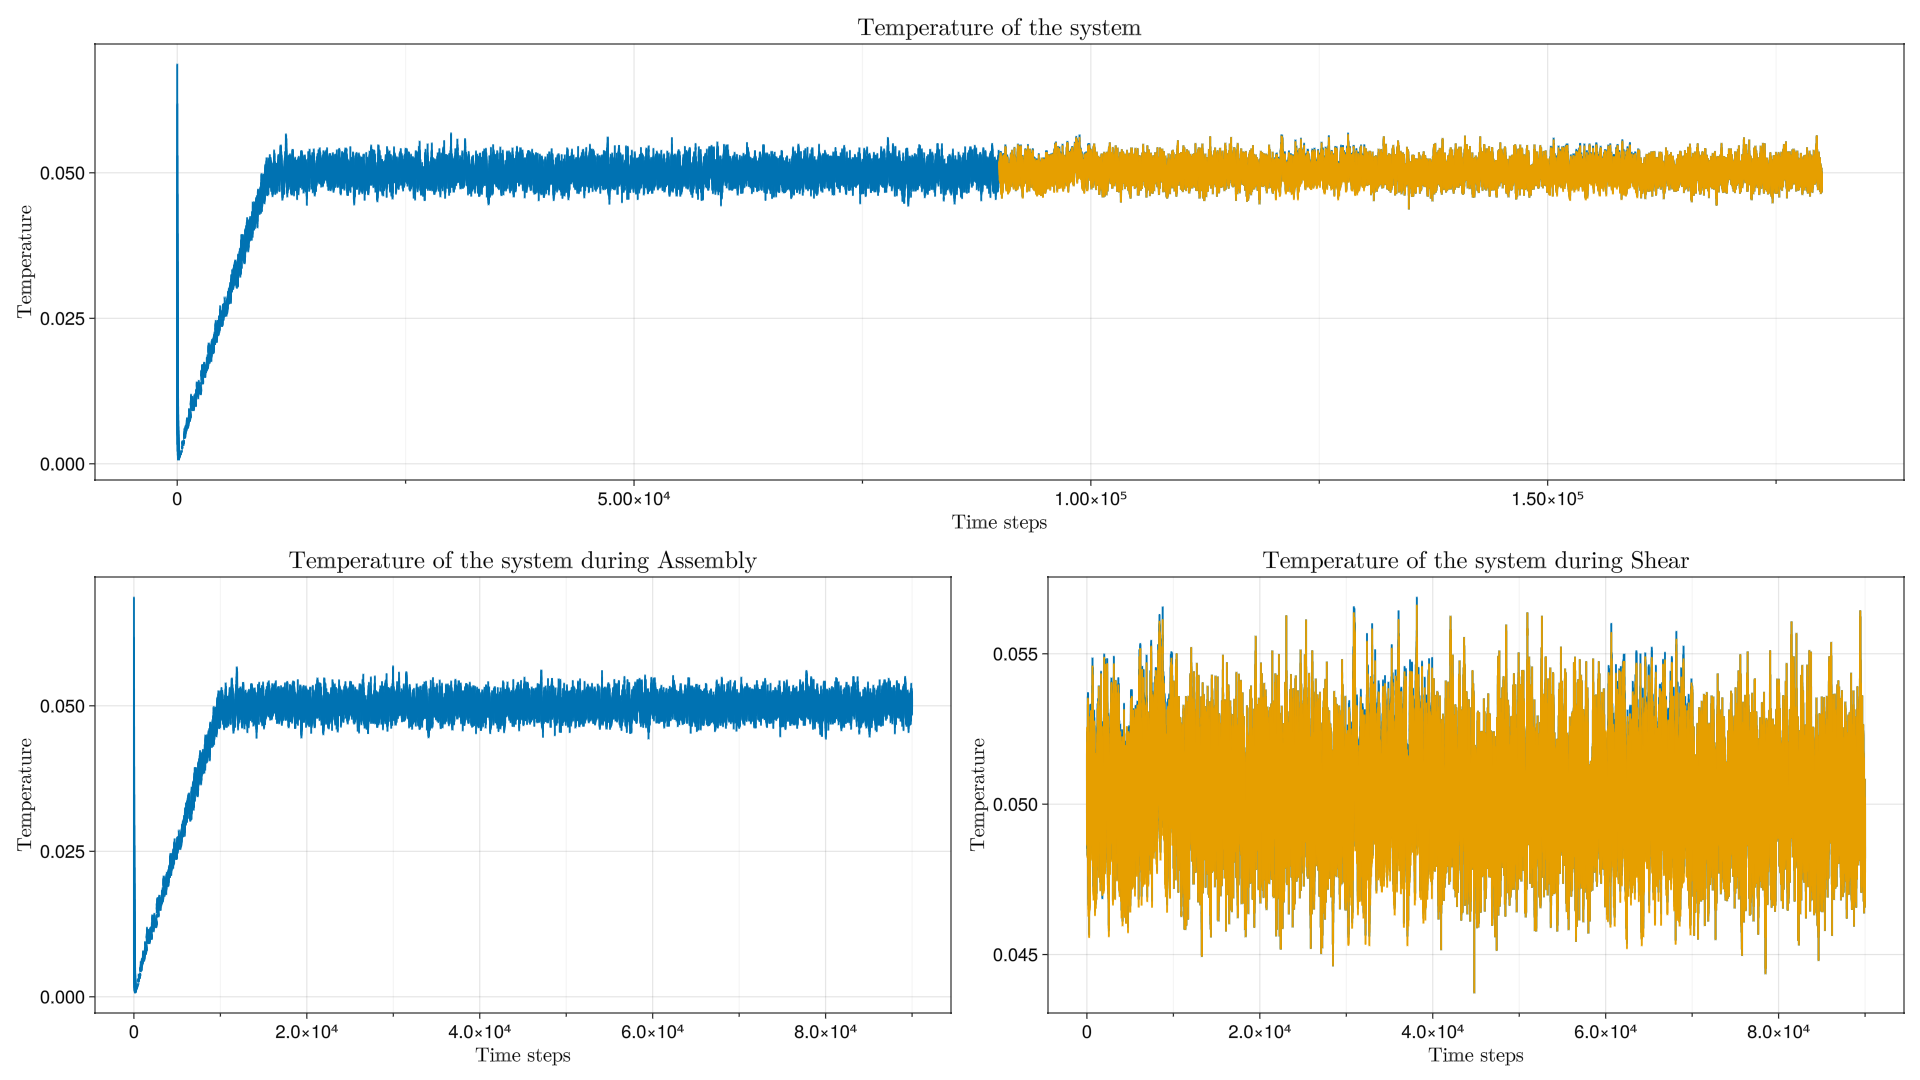 Temperature of the system
Temperature
0.050
0.025
0.000
0
5.00×10⁴
1.00×10⁵
1.50×10⁵
Time steps
Temperature of the system during Assembly
Temperature
0.050
0.025
0.000
0
2.0×10⁴
4.0×10⁴
6.0×10⁴
8.0×10⁴
Time steps
Temperature of the system during Shear
Temperature
0.055
0.050
0.045
0
2.0×10⁴
4.0×10⁴
6.0×10⁴
8.0×10⁴
Time steps